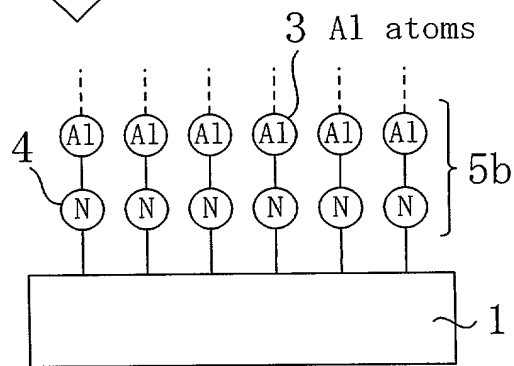 3 Al atoms
Al Al Al Al Al Al
4
N N N N N N
5b
1